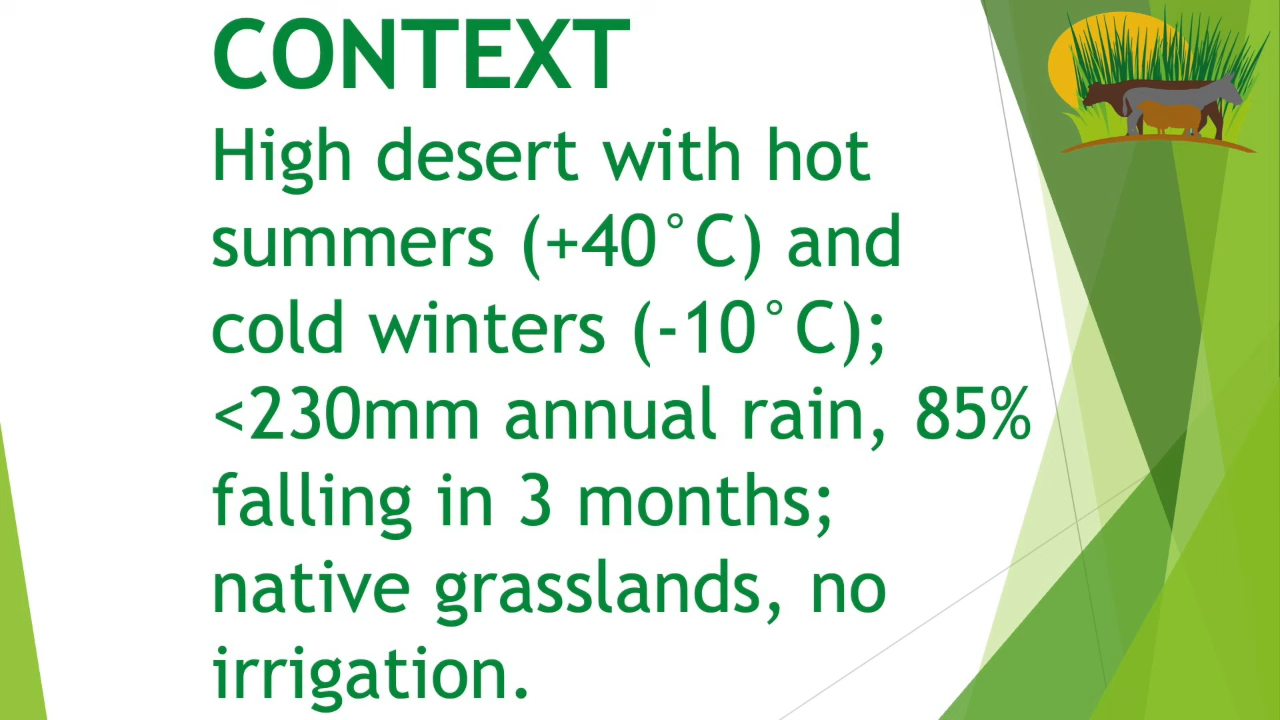 CONTEXT
High desert with hot
summers (+40°C) and
cold winters (-10°C);
<230mm annual rain, 85%
falling in 3 months;
native grasslands, no
irrigation.